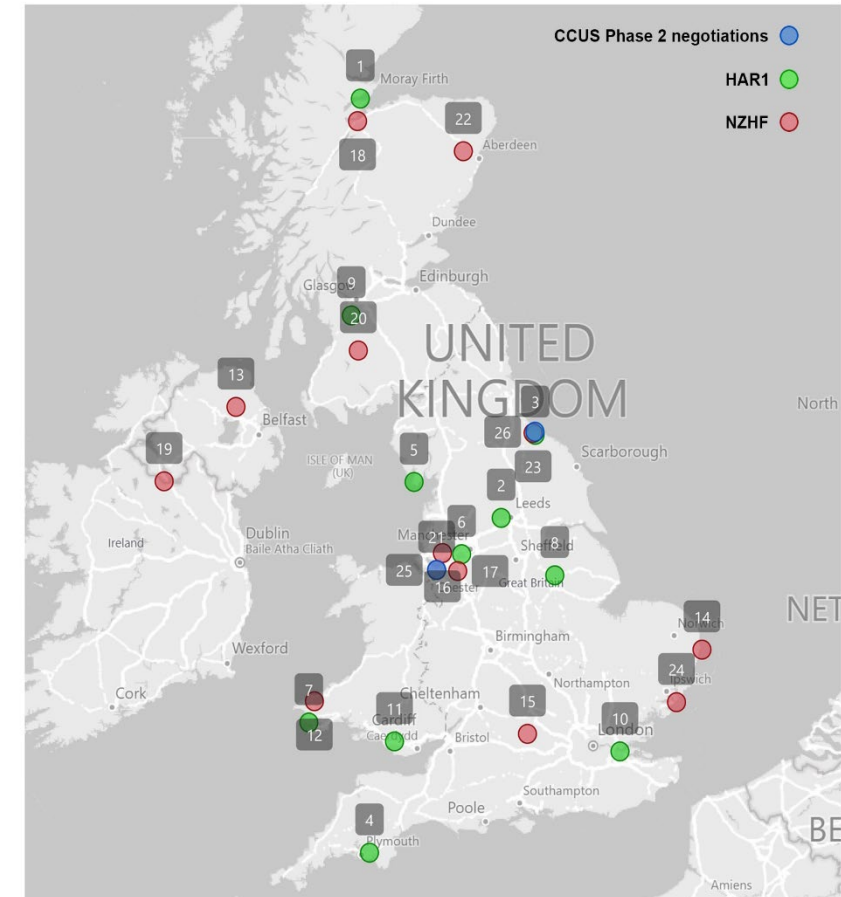 CCUS Phase 2 negotiations
HAR1
NZHF
1
Moray Firth
22
18
Aberdeen
Dundee
9
Glasgow
Edinburgh
20
UNITED
KINGDOM
13
3
North
Belfast
26
19
5
ISLE OF MAN
(UK)
Scarborough
23
2
Leeds
6
Manchester
21
8
Dublin
Baile Atha Cliath
Ireland
Sheffield
25
17
16
Great Britain
NET
14
Norwich
Birmingham
Wexford
24
Ipswich
7
Northampton
Cork
Cheltenham
11
15
10
12
Cardiff
London
Bristol
Southampton
Poole
4
Plymouth
BE
Amiens